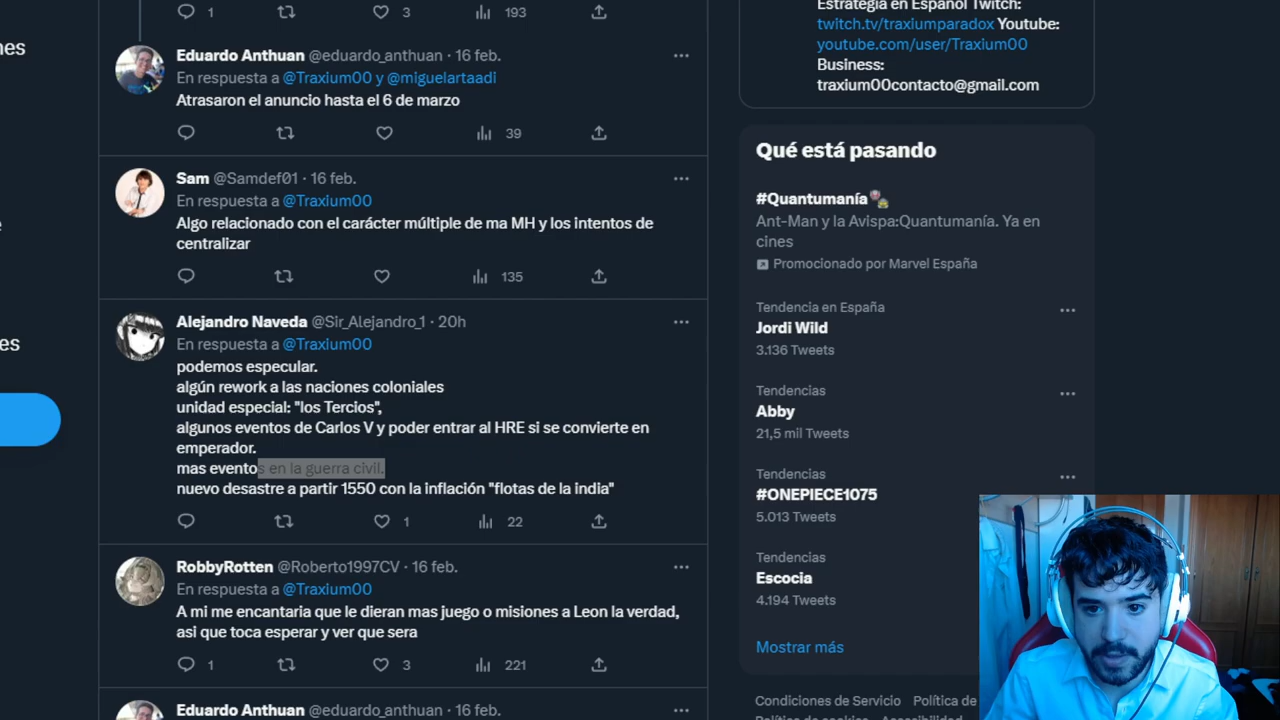 nes
e
es
1
3
193
Eduardo Anthuan @eduardo_anthuan · 16 feb.
En respuesta a @Traxium00 y @miguelartaadi
Atrasaron el anuncio hasta el 6 de marzo
39
Sam @Samdef01 · 16 feb.
En respuesta a @Traxium00
Algo relacionado con el carácter múltiple de ma MH y los intentos de
centralizar
135
Alejandro Naveda @Sir_Alejandro_1 · 20h
En respuesta a @Traxium00
podemos especular.
algún rework a las naciones coloniales
unidad especial: "los Tercios",
algunos eventos de Carlos V y poder entrar al HRE si se convierte en
emperador.
mas eventos en la guerra civil.
nuevo desastre a partir 1550 con la inflación "flotas de la india"
1
22
RobbyRotten @Roberto1997CV · 16 feb.
En respuesta a @Traxium00
A mi me encantaria que le dieran mas juego o misiones a Leon la verdad,
asi que toca esperar y ver que sera
1
3
221
Eduardo Anthuan @eduardo_anthuan · 16 feb.
Estrategia en Español Twitch:
twitch.tv/traxiumparadox Youtube:
youtube.com/user/Traxium00
Business:
traxium00contacto@gmail.com
Qué está pasando
#Quantumanía
Ant-Man y la Avispa:Quantumanía. Ya en
cines
Promocionado por Marvel España
Tendencia en España
Jordi Wild
3.136 Tweets
Tendencias
Abby
21,5 mil Tweets
Tendencias
#ONEPIECE1075
5.013 Tweets
Tendencias
Escocia
4.194 Tweets
Mostrar más
Condiciones de Servicio Política de